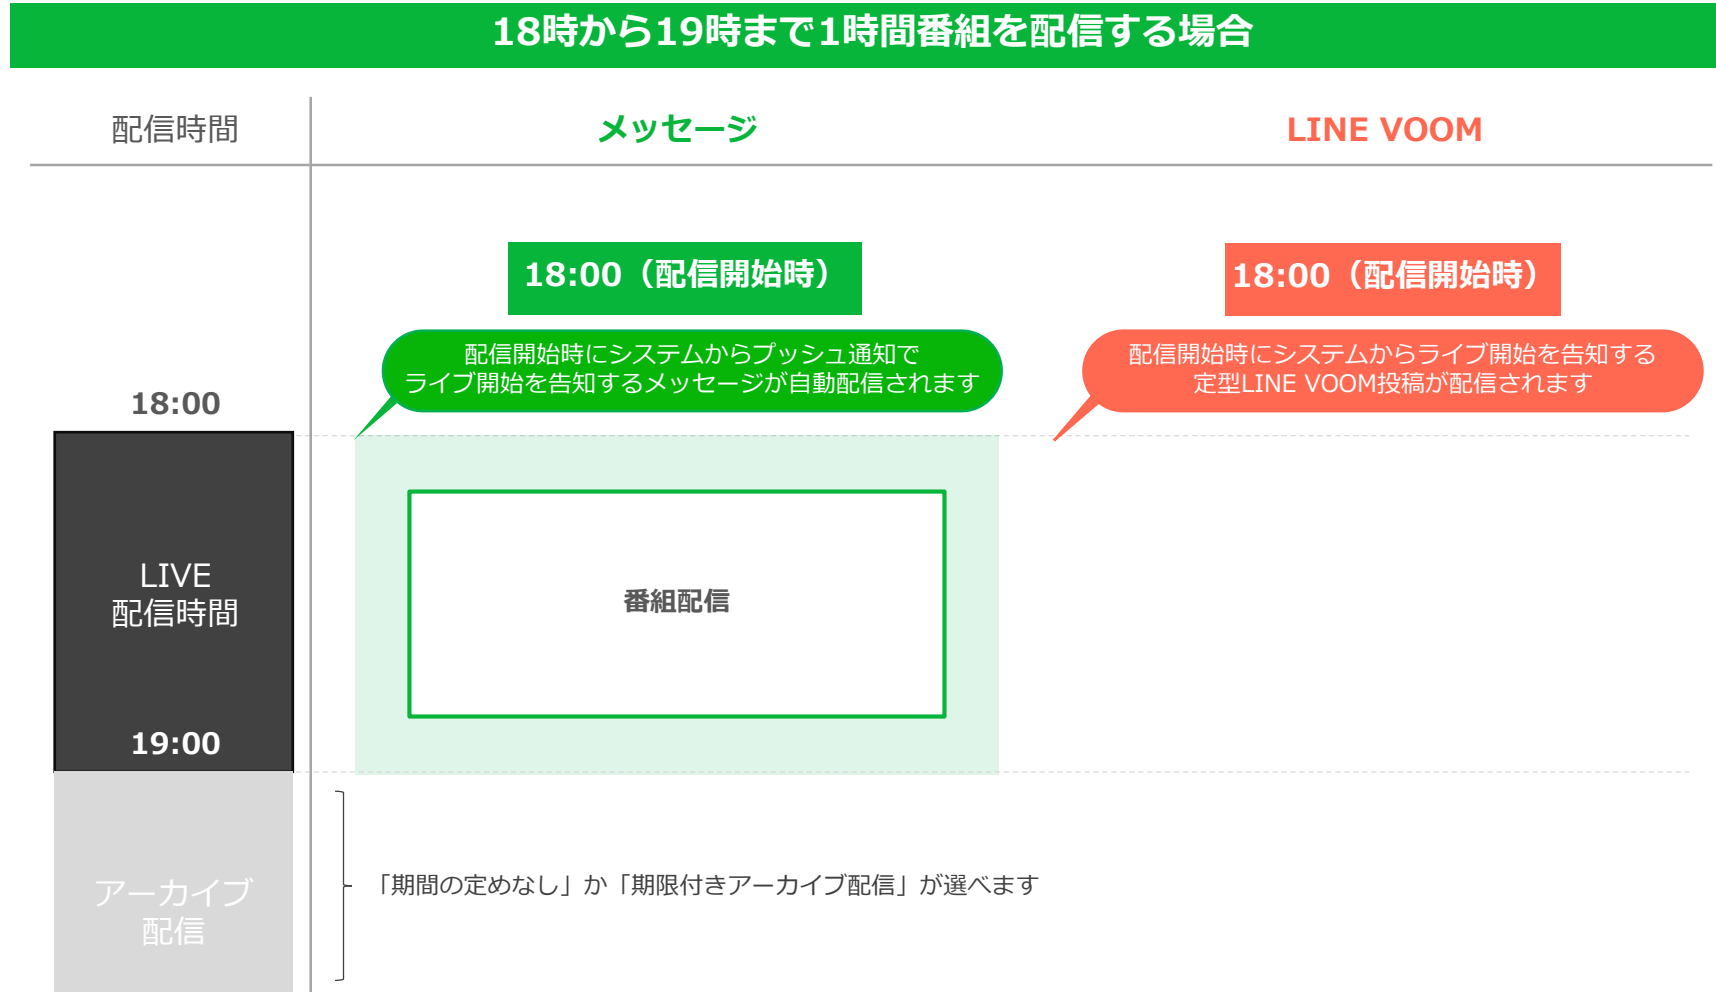 18時から19時まで1時間番組を配信する場合
配信時間
メッセージ
LINE VOOM
18:00（配信開始時）
18:00（配信開始時）
配信開始時にシステムからプッシュ通知で
ライブ開始を告知するメッセージが自動配信されます
配信開始時にシステムからライブ開始を告知する
定型LINE VOOM投稿が配信されます
18:00
LIVE
配信時間
番組配信
19:00
アーカイブ
配信
「期間の定めなし」か「期限付きアーカイブ配信」が選べます